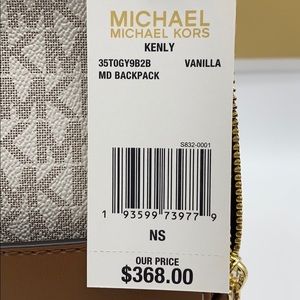 MICHAEL
MICHAEL KORS
KENLY
35T0GY9B2B VANILLA
MD BACKPACK
S832-0001
1 93599 73977 9
NS
OUR PRICE
$368.00